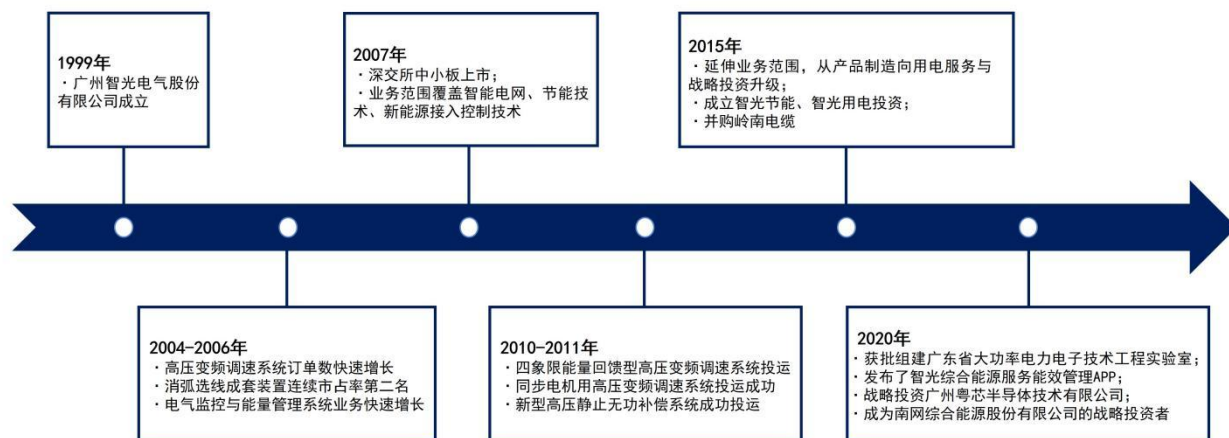 1999年
·广州智光电气股份
有限公司成立
2004-2006年
·高压变频调速系统订单数快速增长
·消弧选线成套装置连续市占率第二名
·电气监控与能量管理系统业务快速增长
2007年
·深交所中小板上市；
·业务范围覆盖智能电网、节能技
术、新能源接入控制技术
2010-2011年
·四象限能量回馈型高压变频调速系统投运
·同步电机用高压变频调速系统投运成功
·新型高压静止无功补偿系统成功投运
2015年
·延伸业务范围，从产品制造向用电服务与
战略投资升级；
·成立智光节能、智光用电投资；
·并购岭南电缆
2020年
·获批组建广东省大功率电力电子技术工程实验室；
·发布了智光综合能源服务能效管理APP；
·战略投资广州粤芯半导体技术有限公司；
·成为南网综合能源股份有限公司的战略投资者